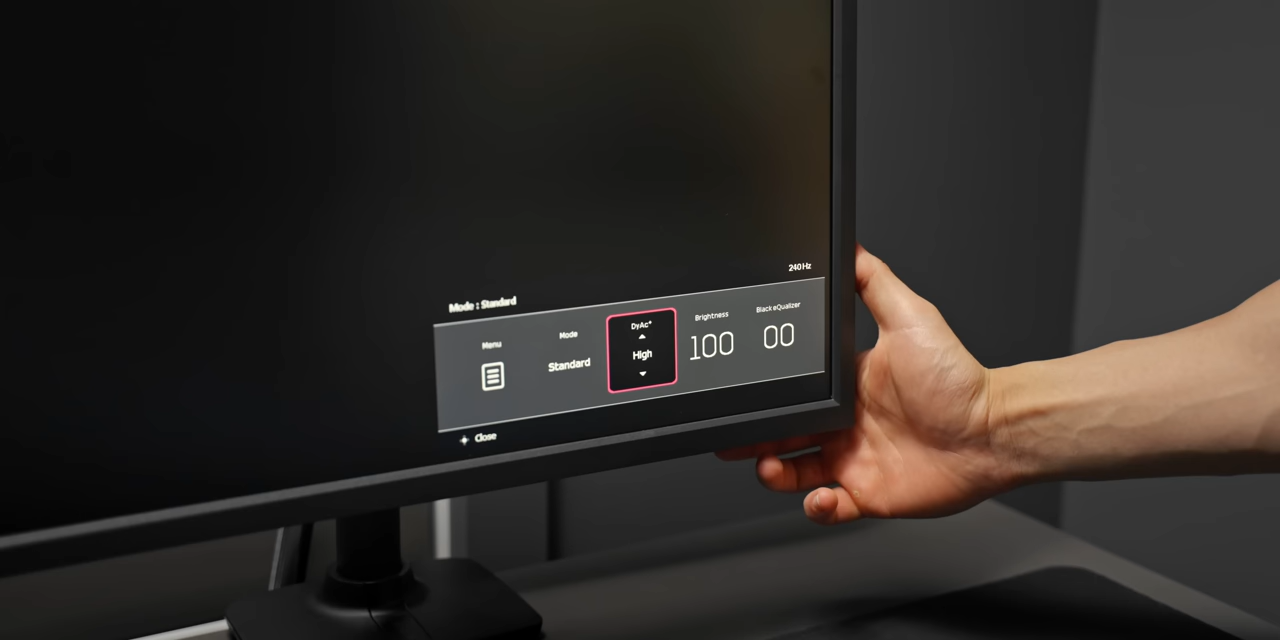 240Hz
Mode : Standard
Menu
Mode
Standard
DyAc+
High
Brightness
100
Black eQualizer
00
Close